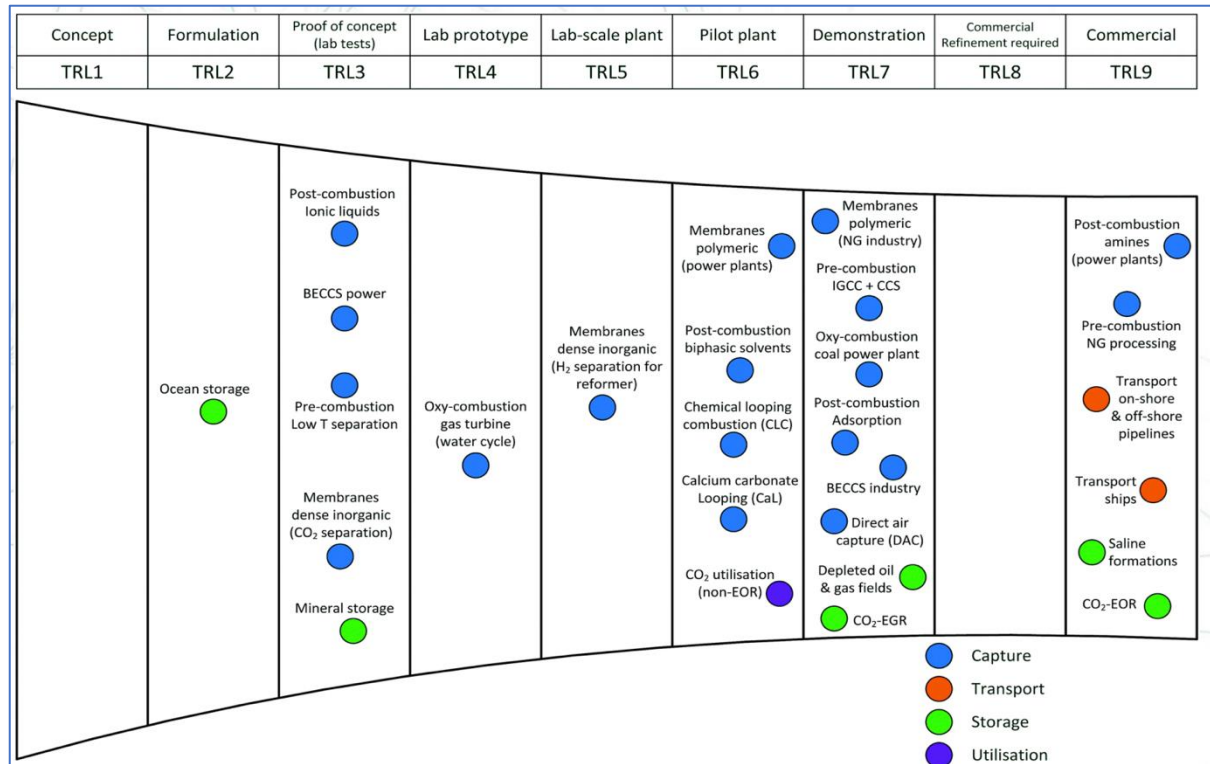 Concept
Formulation
Proof of concept
(lab tests)
Lab prototype
Lab-scale plant
Pilot plant
Demonstration
Commercial
Refinement required
Commercial
TRL1
TRL2
TRL3
TRL4
TRL5
TRL6
TRL7
TRL8
TRL9
Ocean storage
Post-combustion
Ionic liquids
BECCS power
Pre-combustion
Low T separation
Membranes
dense inorganic
(CO₂ separation)
Mineral storage
Oxy-combustion
gas turbine
(water cycle)
Membranes
dense inorganic
(H₂ separation for
reformer)
Membranes
polymeric
(power plants)
Post-combustion
biphasic solvents
Chemical looping
combustion (CLC)
Calcium carbonate
Looping (CaL)
CO₂ utilisation
(non-EOR)
Membranes
polymeric
(NG industry)
Pre-combustion
IGCC + CCS
Oxy-combustion
coal power plant
Post-combustion
Adsorption
BECCS industry
Direct air
capture (DAC)
Depleted oil
& gas fields
CO₂-EGR
Post-combustion
amines
(power plants)
Pre-combustion
NG processing
Transport
on-shore
& off-shore
pipelines
Transport
ships
Saline
formations
CO₂-EOR
Capture
Transport
Storage
Utilisation